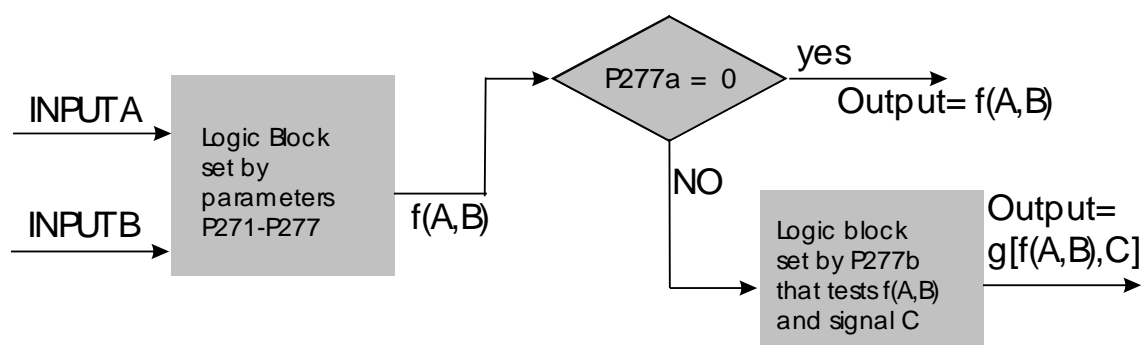 INPUT A
INPUT B
Logic Block
set by
parameters
P271-P277
f(A,B)
P277a = 0
yes
Output= f(A,B)
NO
Logic block
set by P277b
that tests f(A,B)
and signal C
Output=
g[f(A,B),C]